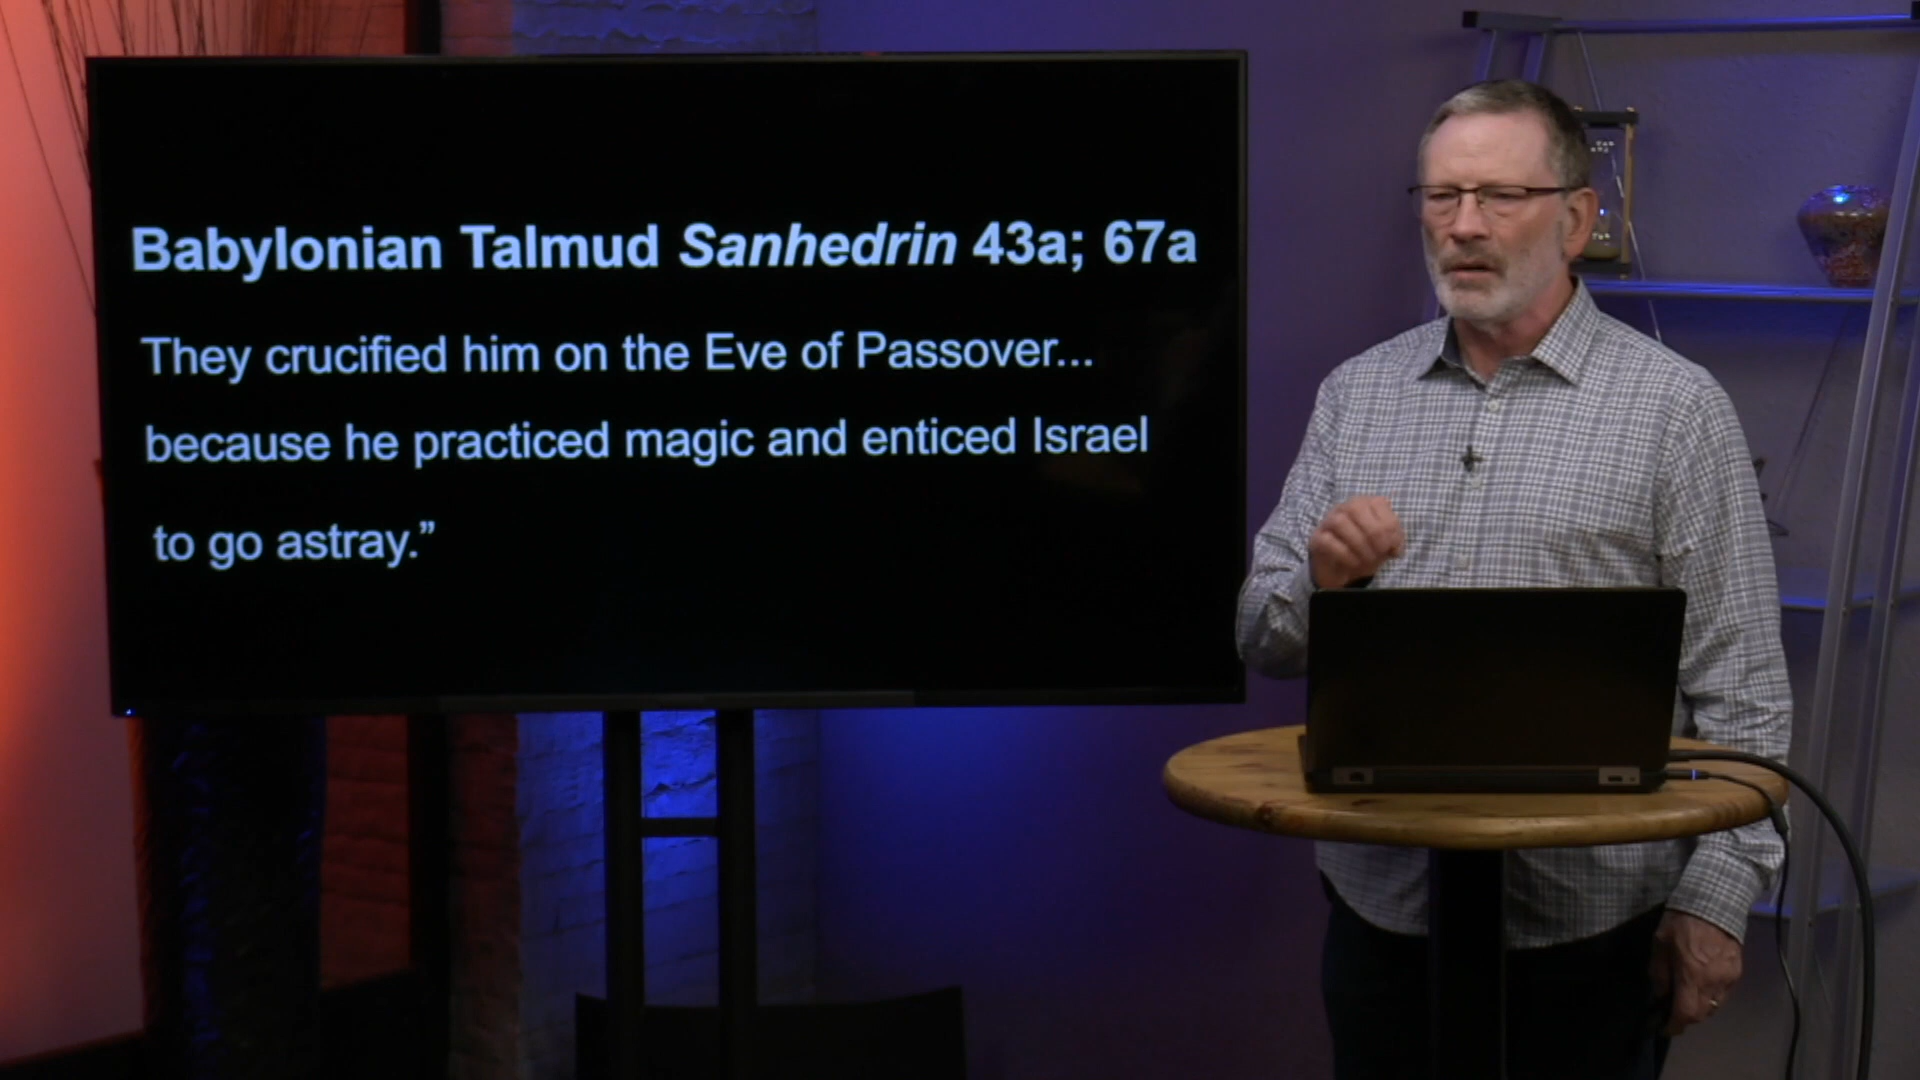 Babylonian Talmud Sanhedrin 43a; 67a
They crucified him on the Eve of Passover...
because he practiced magic and enticed Israel
to go astray.”